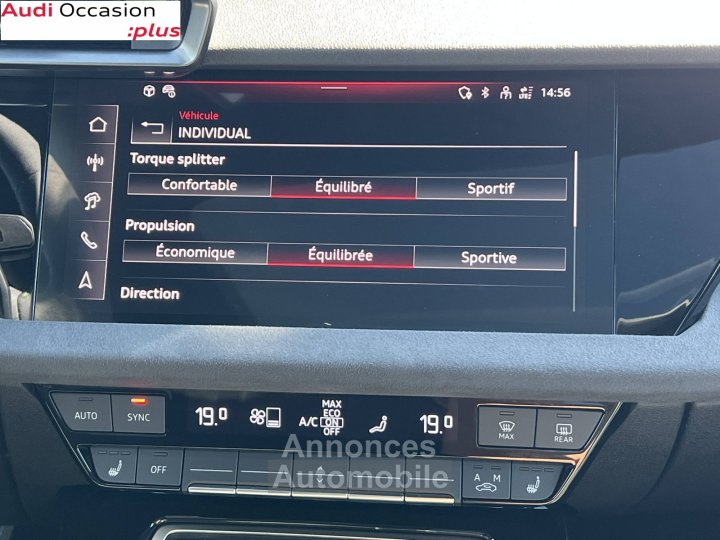 Audi Occasion
:plus
14:56
Véhicule
INDIVIDUAL
Torque splitter
Confortable Équilibré Sportif
Propulsion
Économique Équilibrée Sportive
Direction
AUTO SYNC 19.0 A/C MAX ECO ON OFF 19.0 MAX REAR
OFF A M
Annonces
Automobile